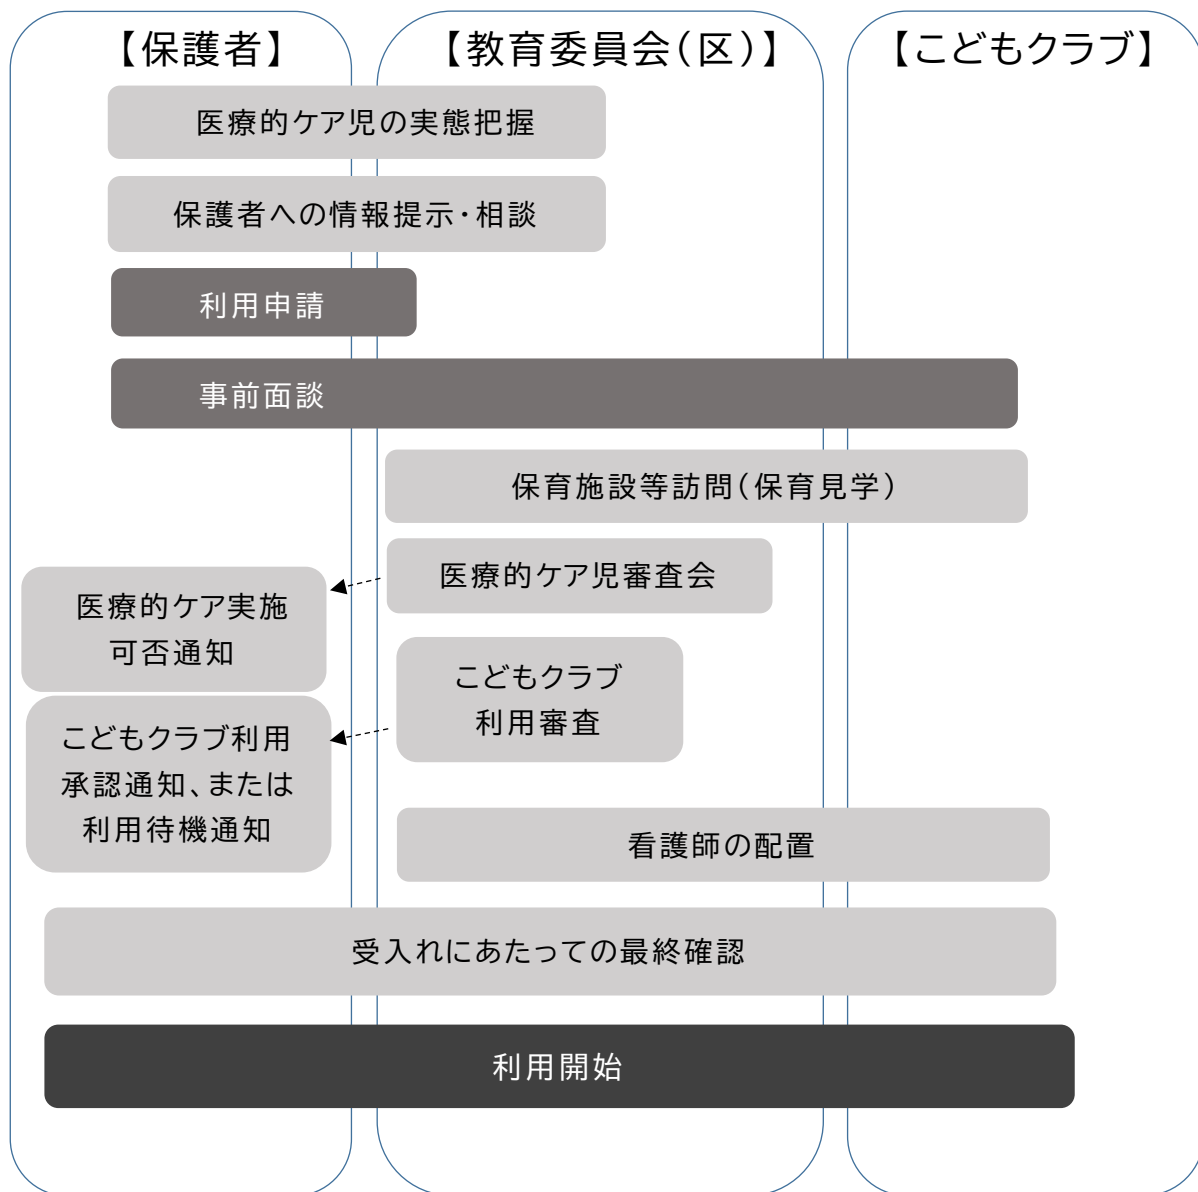 【保護者】
【教育委員会(区)】
【こどもクラブ】
医療的ケア児の実態把握
保護者への情報提示・相談
利用申請
事前面談
保育施設等訪問(保育見学)
医療的ケア児審査会
医療的ケア実施
可否通知
こどもクラブ
利用審査
こどもクラブ利用
承認通知、または
利用待機通知
看護師の配置
受入れにあたっての最終確認
利用開始